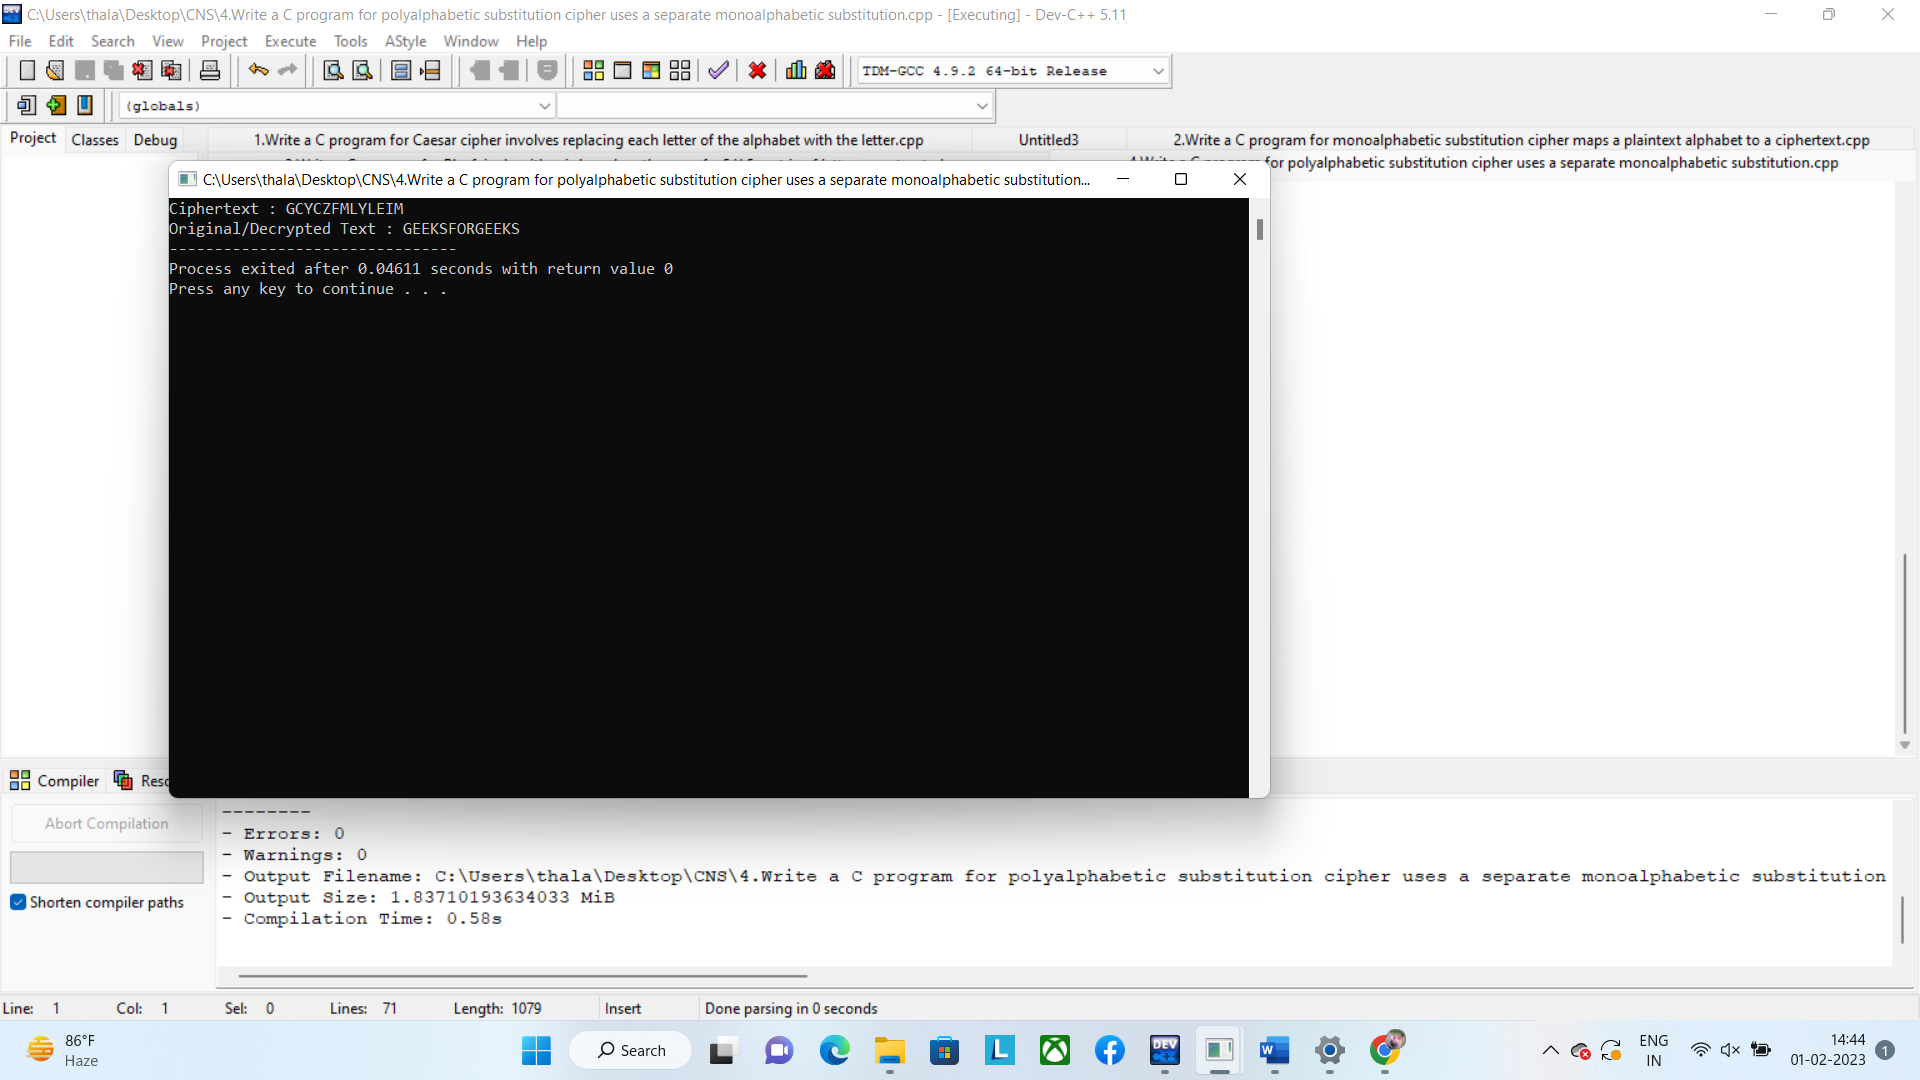 C:\Users\thala\Desktop\CNS\4.Write a C program for polyalphabetic substitution cipher uses a separate monoalphabetic substitution.cpp - [Executing] - Dev-C++ 5.11
File Edit Search View Project Execute Tools AStyle Window Help
TDM-GCC 4.9.2 64-bit Release
(globals)
Project Classes Debug
1.Write a C program for Caesar cipher involves replacing each letter of the alphabet with the letter.cpp Untitled3 2.Write a C program for monoalphabetic substitution cipher maps a plaintext alphabet to a ciphertext.cpp
for polyalphabetic substitution cipher uses a separate monoalphabetic substitution.cpp
C:\Users\thala\Desktop\CNS\4.Write a C program for polyalphabetic substitution cipher uses a separate monoalphabetic substitution...
Ciphertext : GCYCZFMLYLEIM
Original/Decrypted Text : GEEKSFORGEEKS
--------------------------------
Process exited after 0.04611 seconds with return value 0
Press any key to continue . . .
Compiler
Abort Compilation
Shorten compiler paths
--------
- Errors: 0
- Warnings: 0
- Output Filename: C:\Users\thala\Desktop\CNS\4.Write a C program for polyalphabetic substitution cipher uses a separate monoalphabetic substitution
- Output Size: 1.83710193634033 MiB
- Compilation Time: 0.58s
Line: 1 Col: 1 Sel: 0 Lines: 71 Length: 1079 Insert Done parsing in 0 seconds
86°F
Haze
Search
DEV C++
ENG
IN
14:44
01-02-2023
1